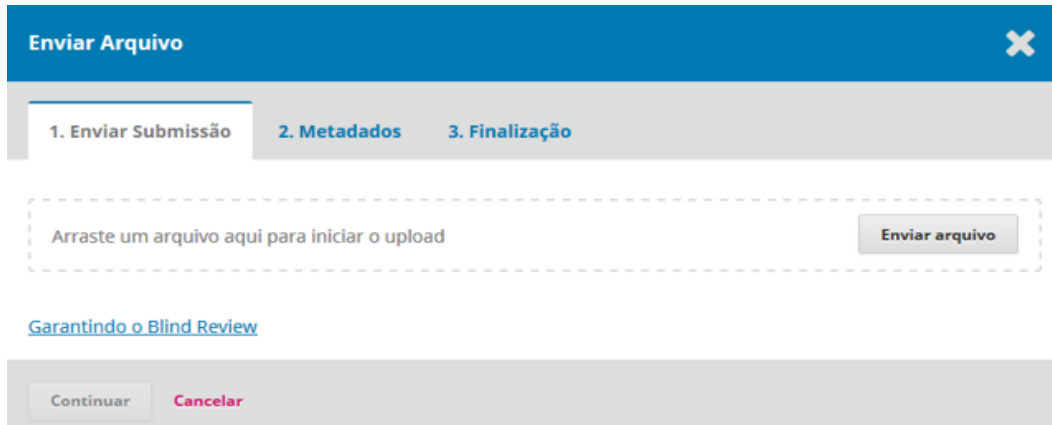 Enviar Arquivo
1. Enviar Submissão 2. Metadados 3. Finalização
Arraste um arquivo aqui para iniciar o upload Enviar arquivo
Garantindo o Blind Review
Continuar Cancelar